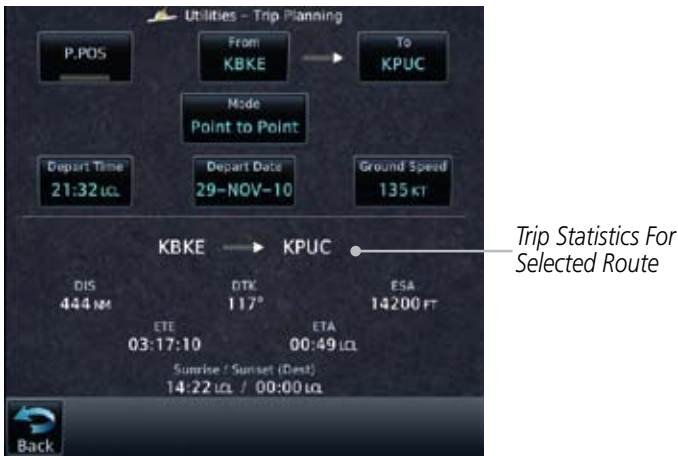 Utilities – Trip Planning
P.POS
From
KBKE
To
KPUC
Mode
Point to Point
Depart Time
21:32 LCL
Depart Date
29-NOV-10
Ground Speed
135 KT
KBKE KPUC
Trip Statistics For
Selected Route
DIS
444 NM
DTK
117°
ESA
14200 FT
ETE
03:17:10
ETA
00:49 LCL
Sunrise / Sunset (Dest)
14:22 LCL / 00:00 LCL
Back